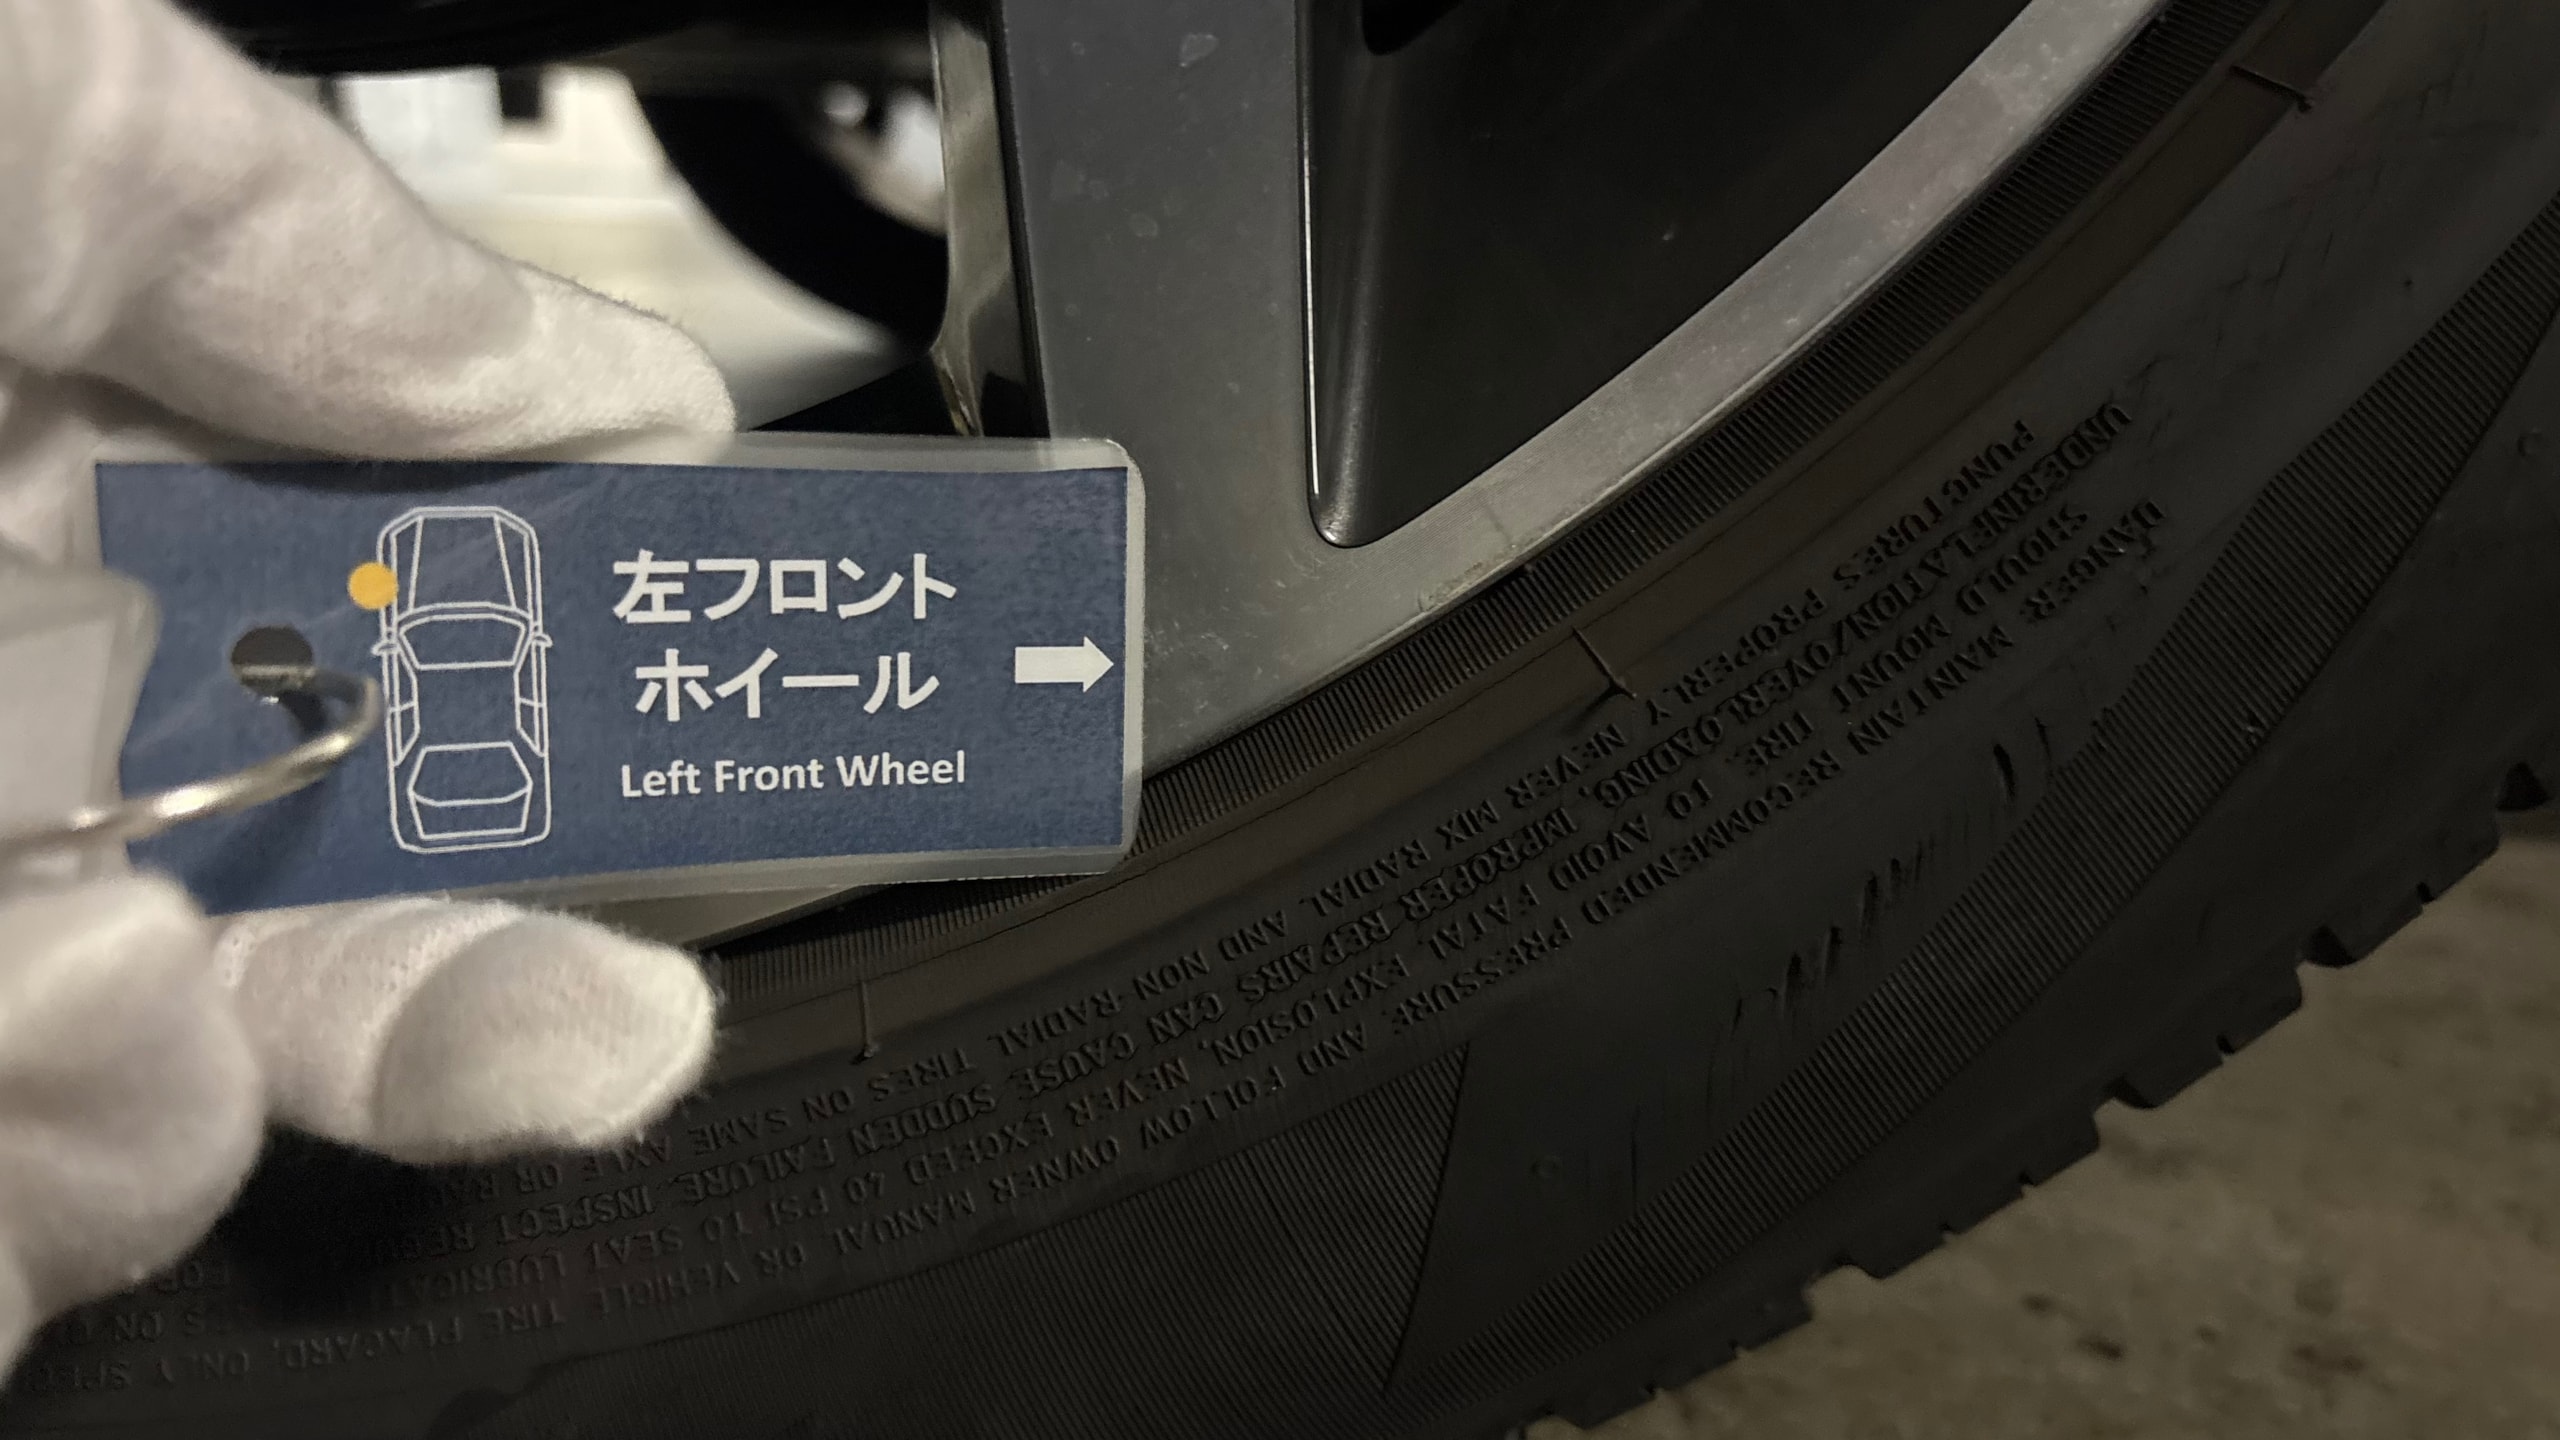 左フロント
ホイール
Left Front Wheel
DANGER: MAINTAIN RECOMMENDED PRESSURE AND FOLLOW OWNER MANUAL OR VEHICLE TIRE PLACARD, ONLY
SHOULD MOUNT TIRE. TO AVOID FATAL EXPLOSION, NEVER EXCEED 40 PSI TO SEAT
UNDERINFLATION/OVERLOADING, IMPROPER REPAIRS CAN CAUSE SUDDEN FAILURE, INSPECT
PUNCTURES PROPERLY NEVER MIX RADIAL AND NON-RADIAL TIRES ON SAME AXLE OR